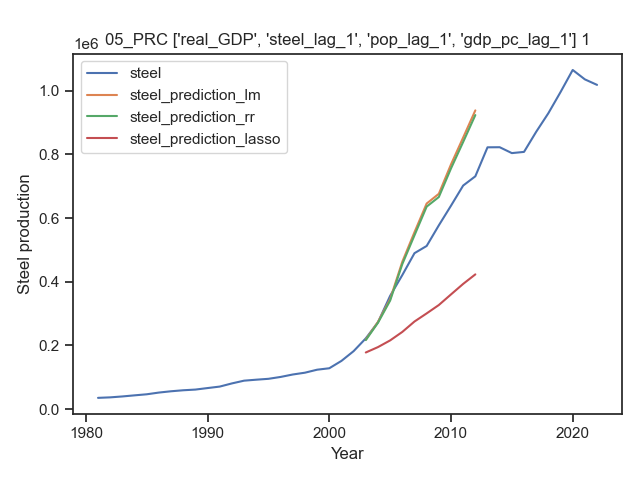 05_PRC ['real_GDP', 'steel_lag_1', 'pop_lag_1', 'gdp_pc_lag_1'] 1
1e6
steel
steel_prediction_lm
steel_prediction_rr
steel_prediction_lasso
1.0
0.8
0.6
0.4
0.2
0.0
Steel production
1980
1990
2000
2010
2020
Year